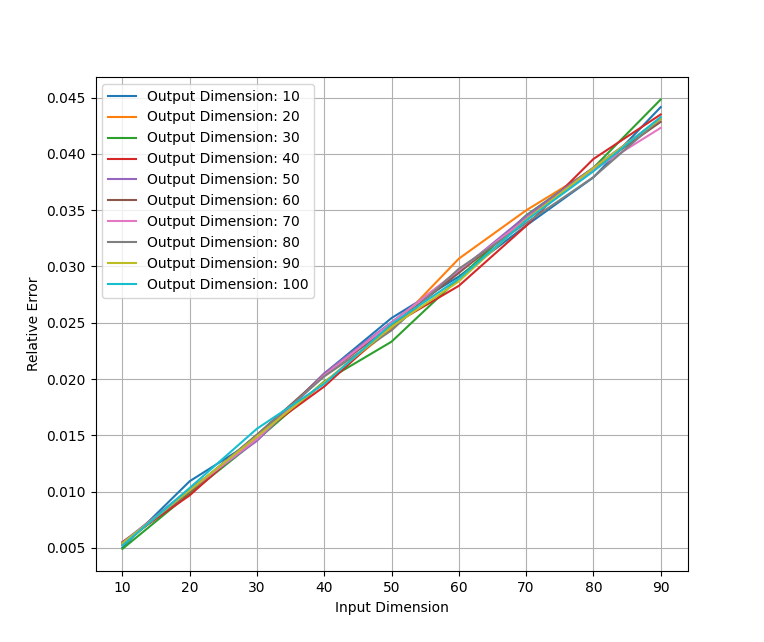 0.045
0.040
0.035
0.030
0.025
0.020
0.015
0.010
0.005
Relative Error
Output Dimension: 10
Output Dimension: 20
Output Dimension: 30
Output Dimension: 40
Output Dimension: 50
Output Dimension: 60
Output Dimension: 70
Output Dimension: 80
Output Dimension: 90
Output Dimension: 100
10 20 30 40 50 60 70 80 90
Input Dimension